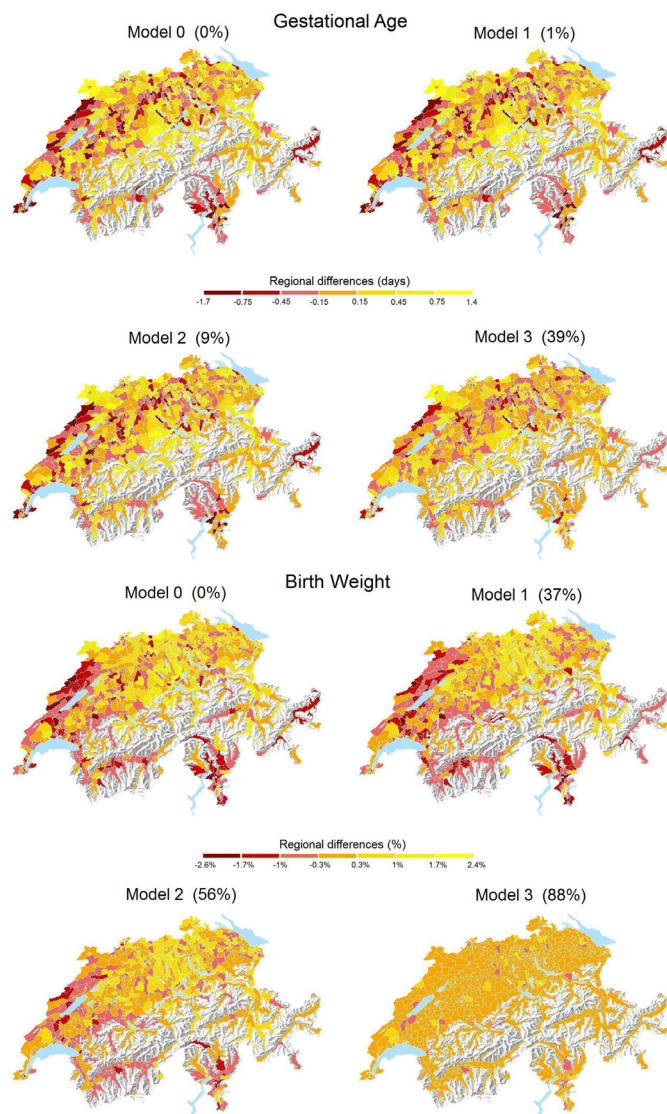 Gestational Age
Model 0 (0%)
Model 1 (1%)
Regional differences (days)
-1.7 -0.75 -0.45 -0.15 0.15 0.45 0.75 1.4
Model 2 (9%)
Model 3 (39%)
Birth Weight
Model 0 (0%)
Model 1 (37%)
Regional differences (%)
-2.6% -1.7% -1% -0.3% 0.3% 1% 1.7% 2.4%
Model 2 (56%)
Model 3 (88%)